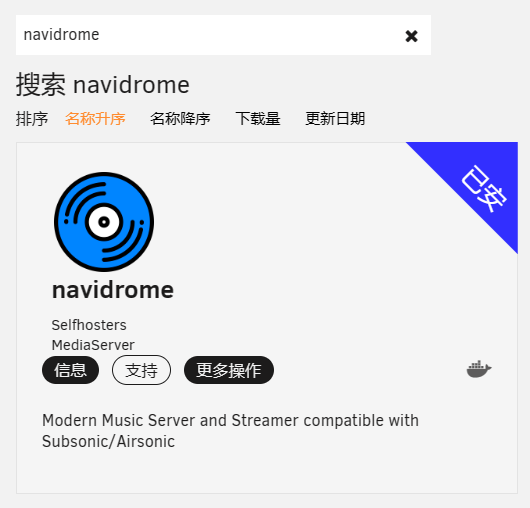 navidrome
搜索 navidrome
排序 名称升序 名称降序 下载量 更新日期
已安
navidrome
Selfhosters
MediaServer
信息 支持 更多操作
Modern Music Server and Streamer compatible with
Subsonic/Airsonic